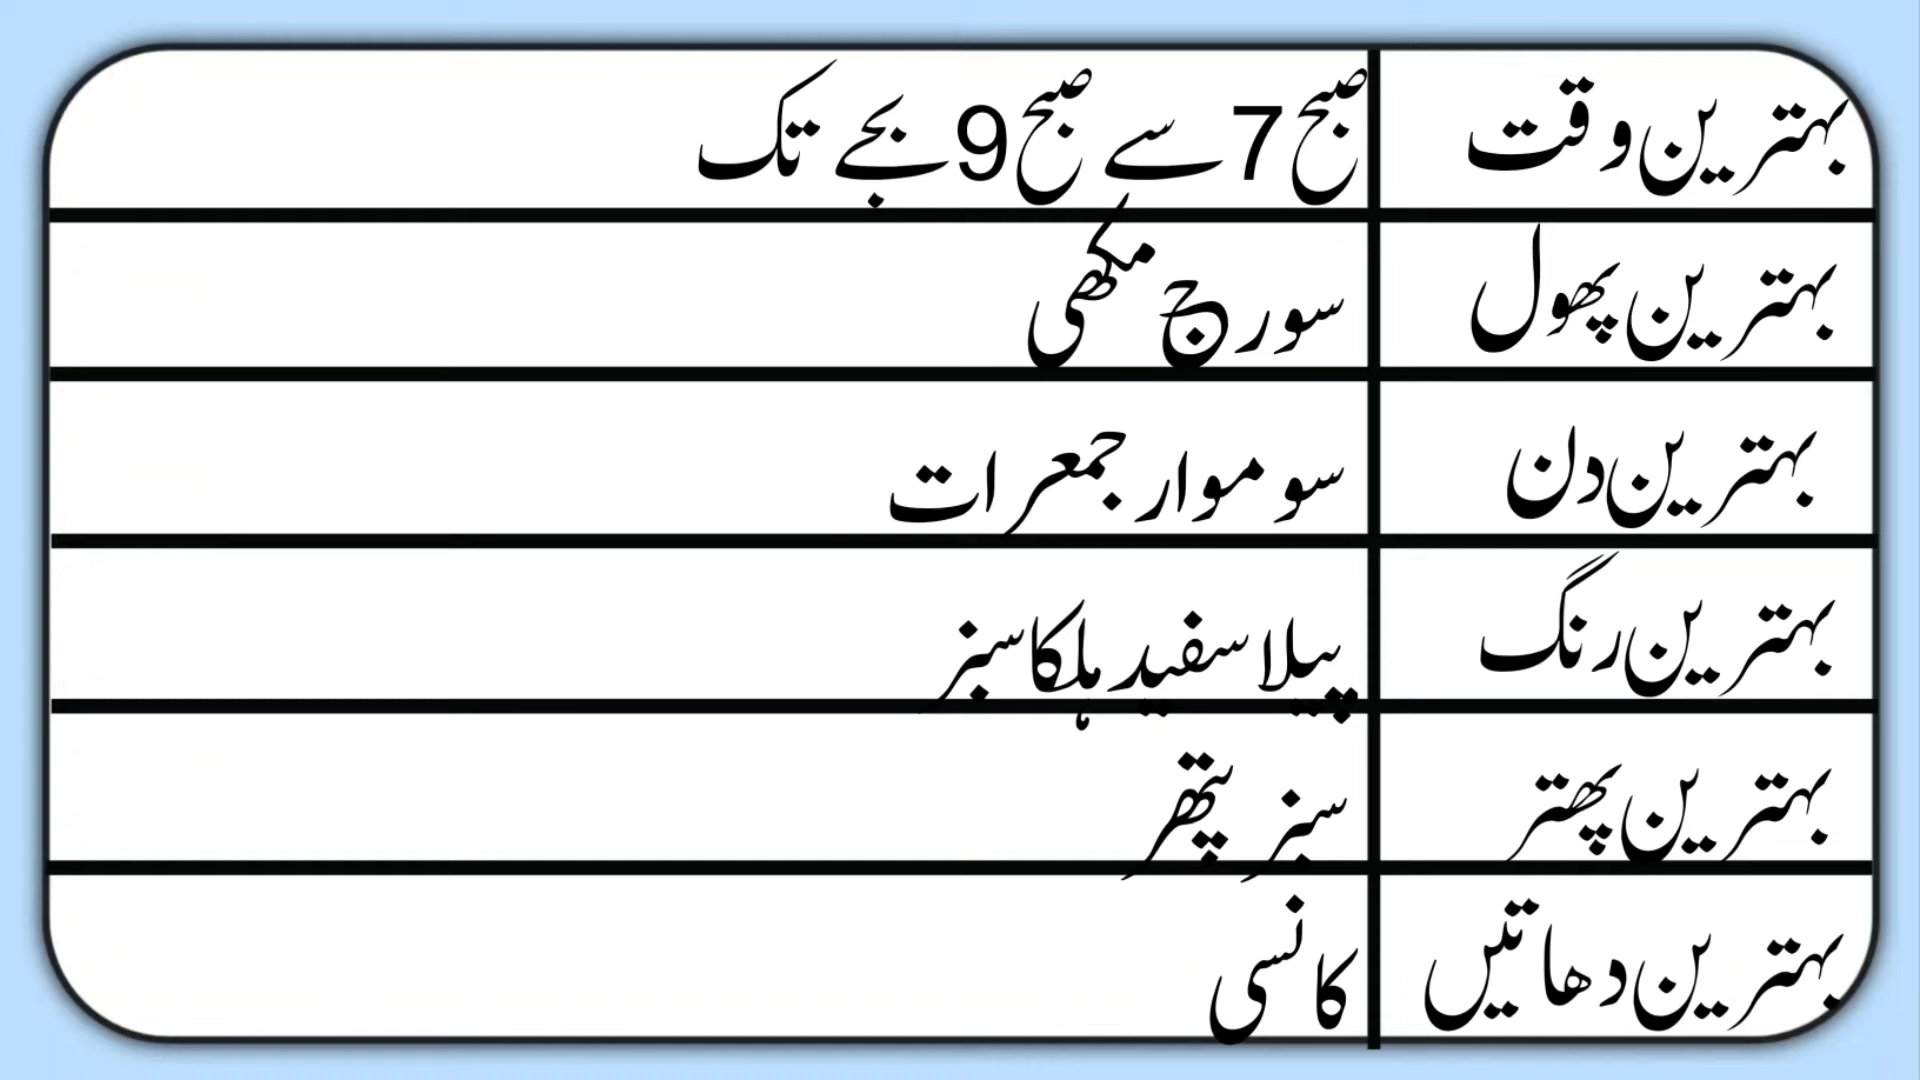 بہترین وقت صبح 7 سے صبح 9 بجے تک
بہترین پھول سورج مکھی
بہترین دن سوموار جمعرات
بہترین رنگ پیلا سفید ہلکا سبز
بہترین پھتر سبز پتھر
بہترین دھاتیں کانسی